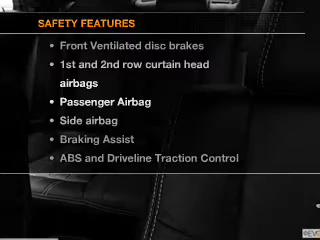 SAFETY FEATURES
• Front Ventilated disc brakes
• 1st and 2nd row curtain head
airbags
• Passenger Airbag
• Side airbag
• Braking Assist
• ABS and Driveline Traction Control